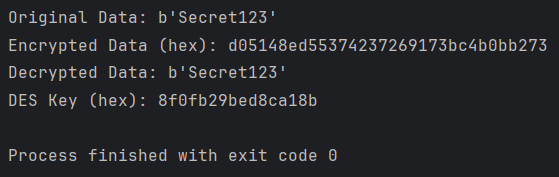 Original Data: b'Secret123'
Encrypted Data (hex): d05148ed55374237269173bc4b0bb273
Decrypted Data: b'Secret123'
DES Key (hex): 8f0fb29bed8ca18b
Process finished with exit code 0